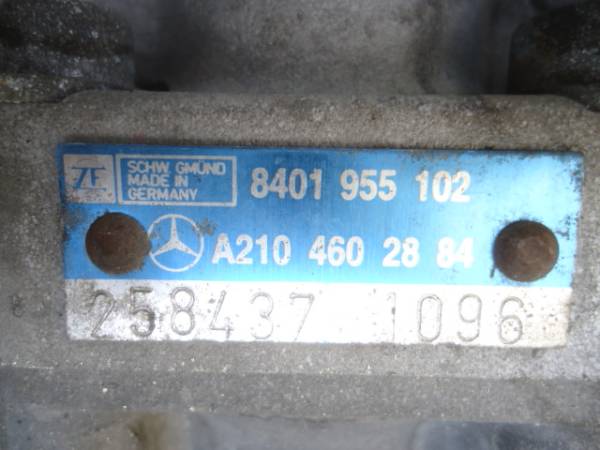 ZF SCHW. GMÜND MADE IN GERMANY 8401 955 102
A210 460 28 84
258437 1096